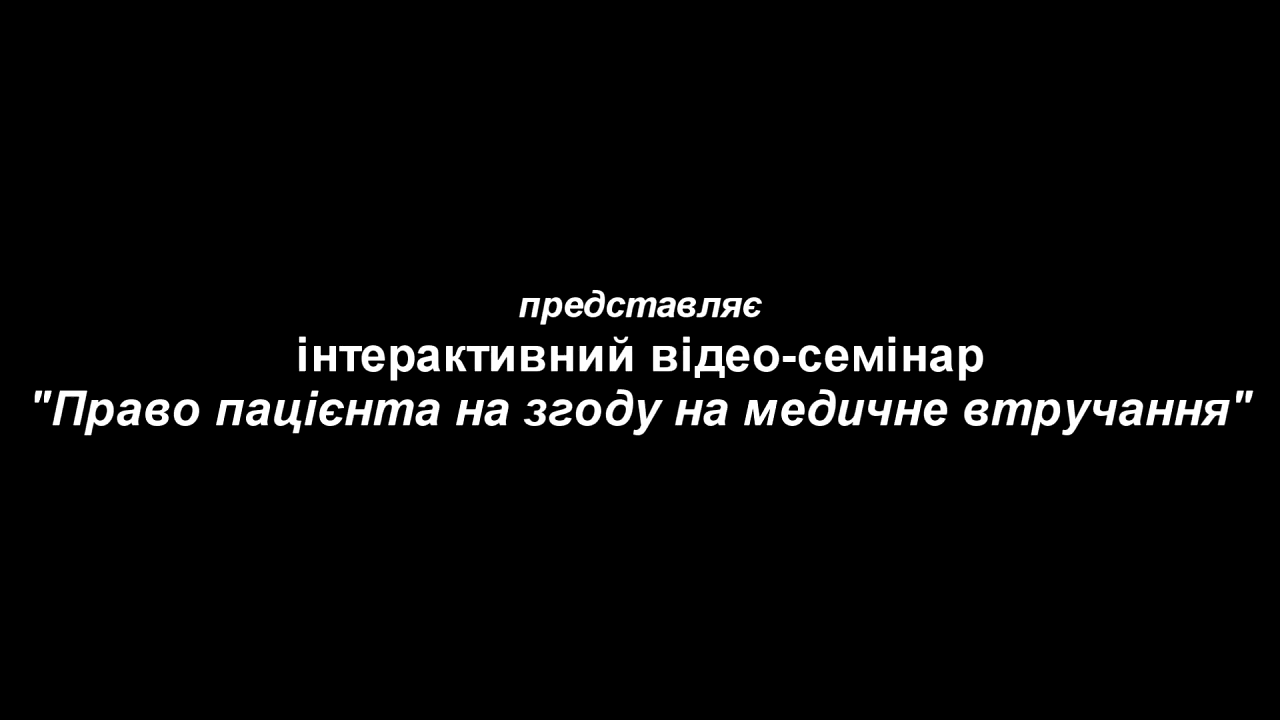 представляє
інтерактивний відео-семінар
"Право пацієнта на згоду на медичне втручання"